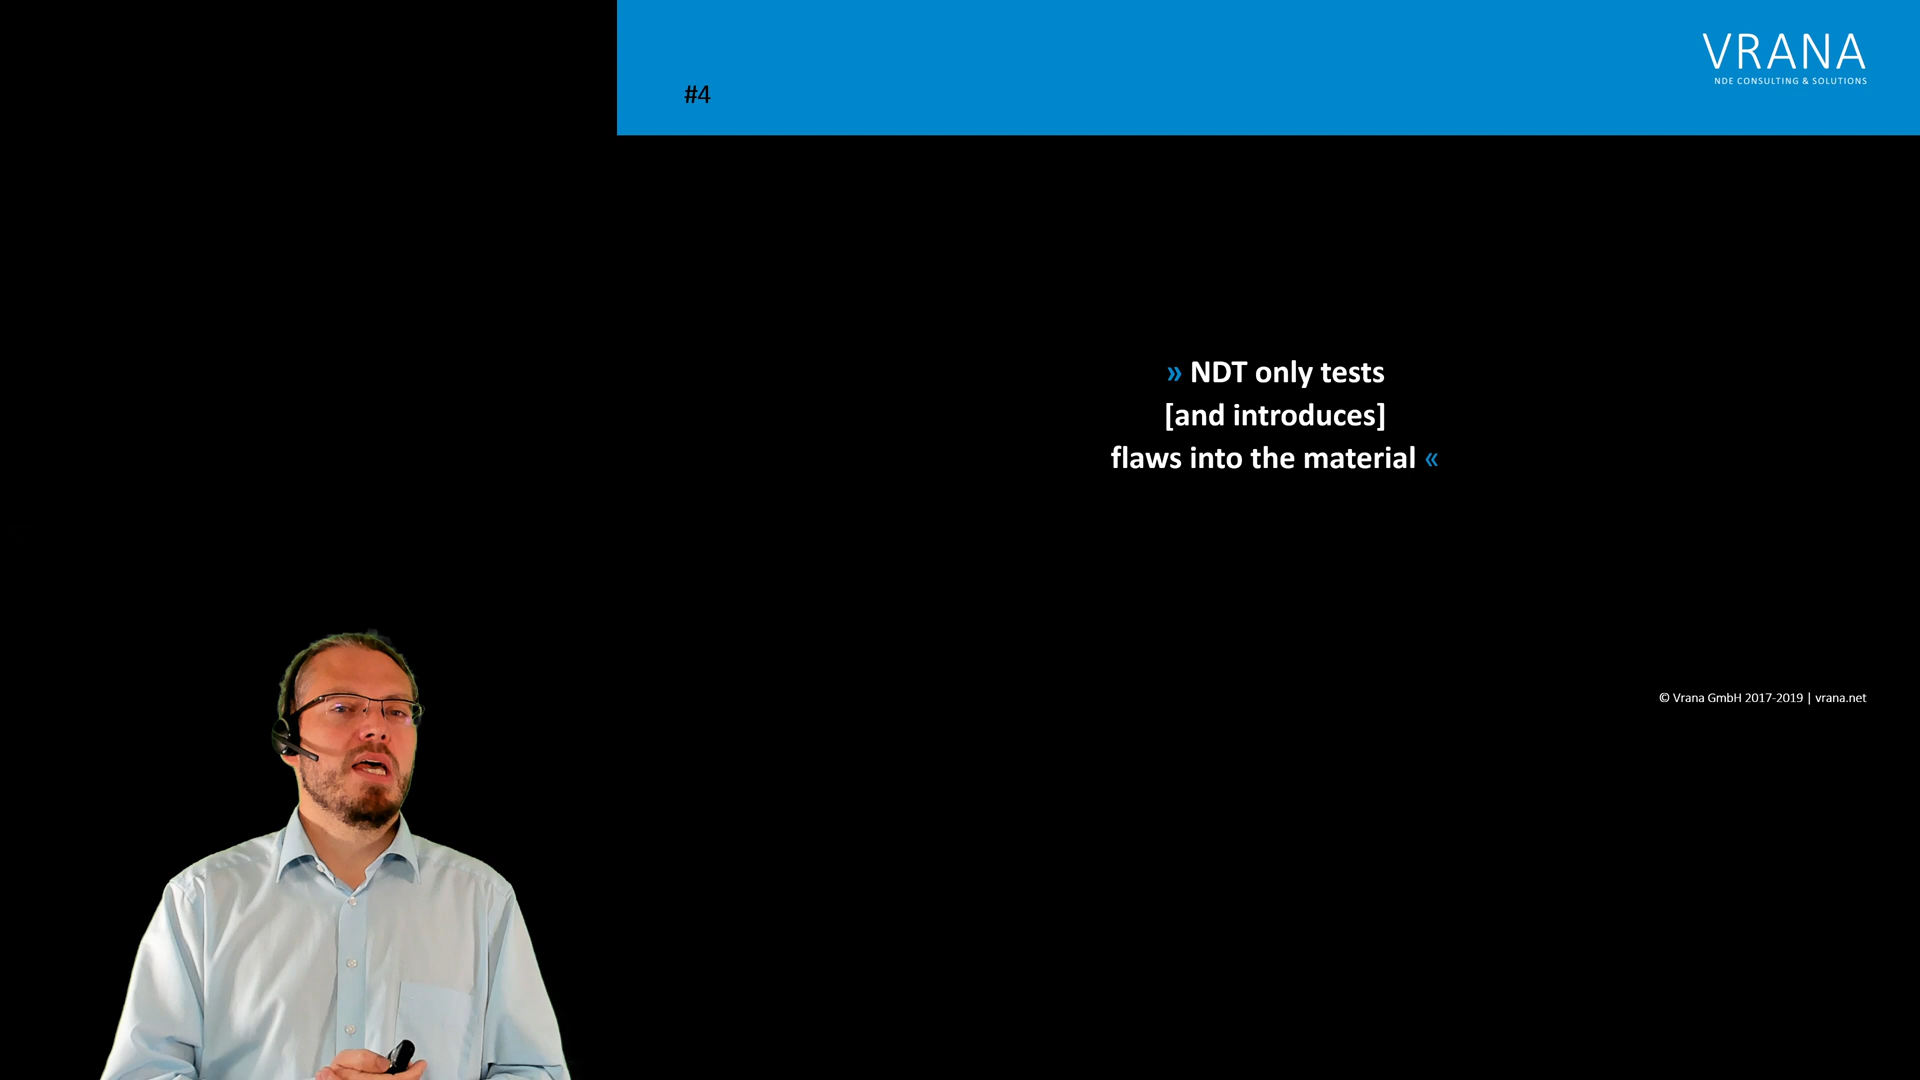 #4
VRANA
NDE CONSULTING & SOLUTIONS
» NDT only tests
[and introduces]
flaws into the material «
© Vrana GmbH 2017-2019 | vrana.net